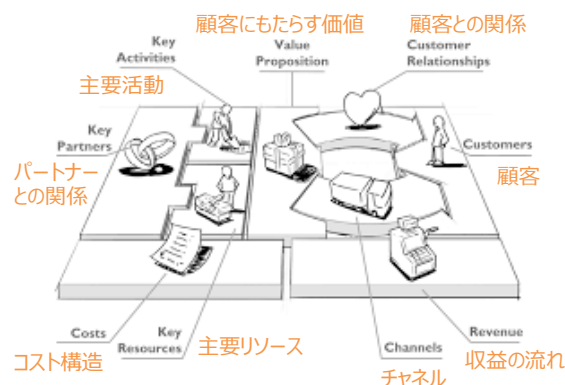 顧客にもたらす価値
顧客との関係
Key
Activities
Value
Proposition
Customer
Relationships
主要活動
Key
Partners
Customers
パートナー
との関係
顧客
Costs
Key
Resources
Channels
Revenue
コスト構造
主要リソース
チャネル
収益の流れ